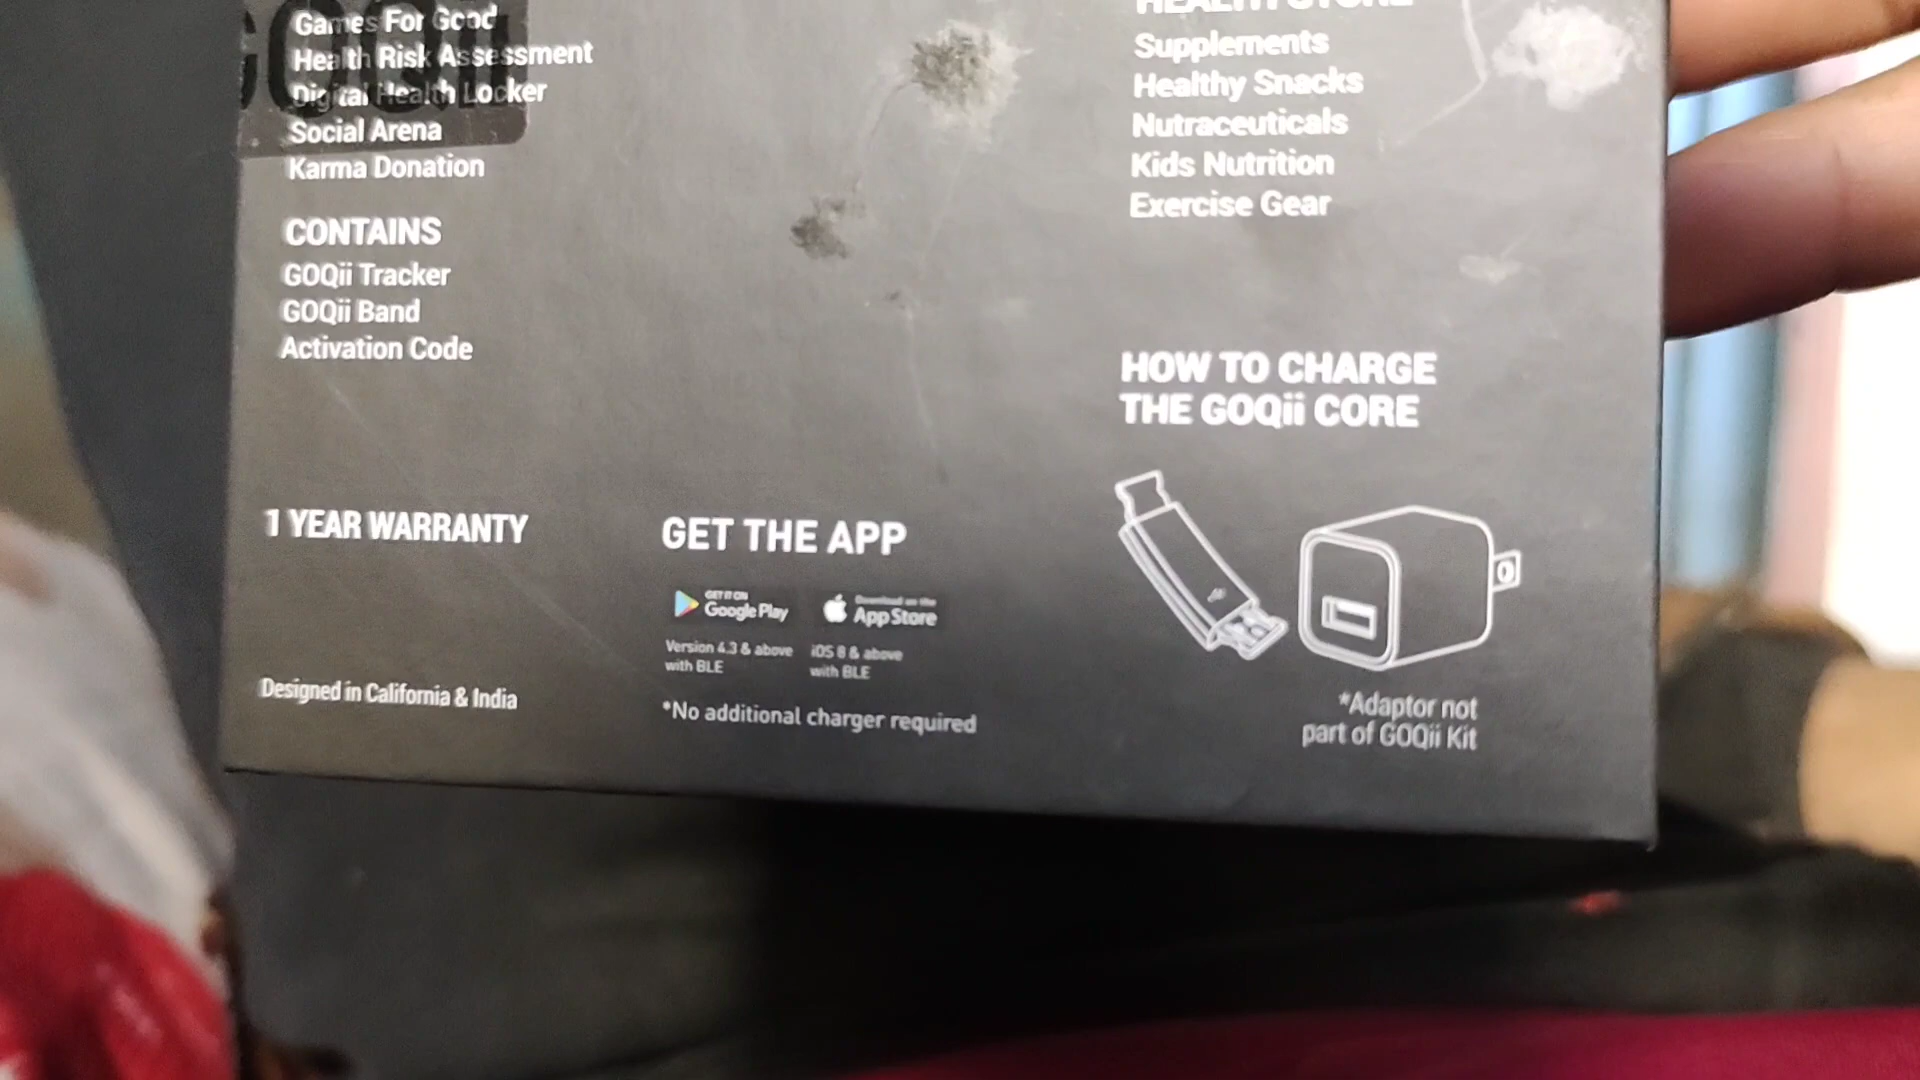 GOQii
Games For Good
Health Risk Assessment
Digital Health Locker
Social Arena
Karma Donation
CONTAINS
GOQii Tracker
GOQii Band
Activation Code
1 YEAR WARRANTY
Designed in California & India
GET THE APP
GET IT ON
Google Play
Download on the
App Store
Version 4.3 & above
with BLE
iOS 8 & above
with BLE
*No additional charger required
HEALTH STORE
Supplements
Healthy Snacks
Nutraceuticals
Kids Nutrition
Exercise Gear
HOW TO CHARGE
THE GOQii CORE
*Adaptor not
part of GOQii Kit